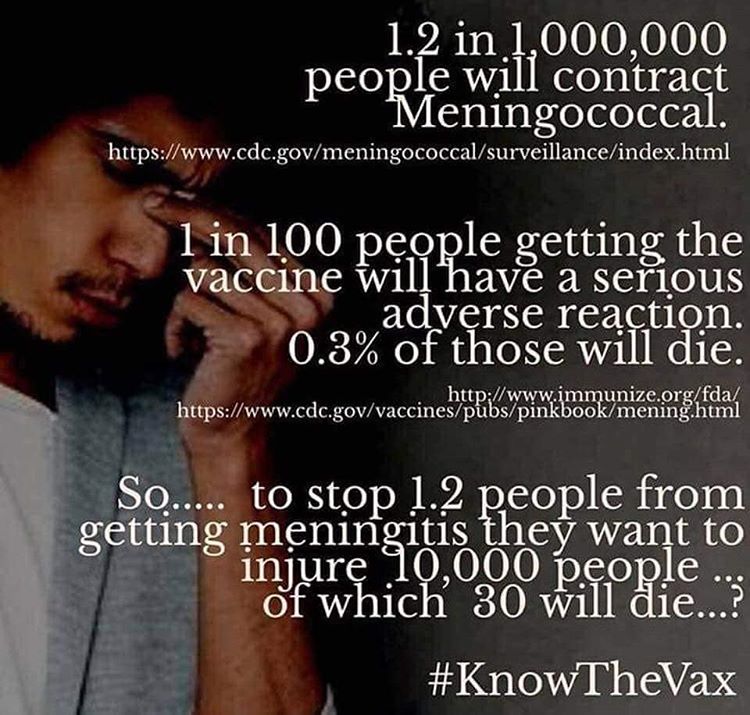 1.2 in 1,000,000
people will contract
Meningococcal.
https://www.cdc.gov/meningococcal/surveillance/index.html
1 in 100 people getting the
vaccine will have a serious
adverse reaction.
0.3% of those will die.
http://www.immunize.org/fda/
https://www.cdc.gov/vaccines/pubs/pinkbook/mening.html
So..... to stop 1.2 people from
getting meningitis they want to
injure 10,000 people ...
of which 30 will die...?
#KnowTheVax